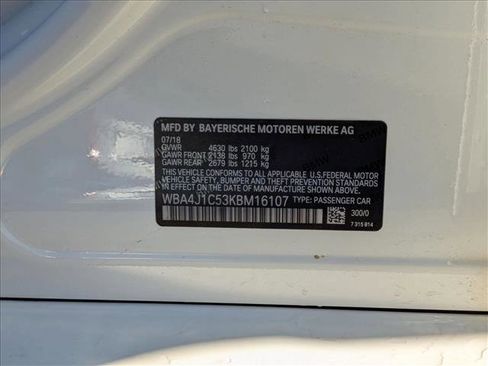 MFD BY BAYERISCHE MOTOREN WERKE AG
07/18
GVWR 4630 lbs 2100 kg
GAWR FRONT 2138 lbs 970 kg
GAWR REAR 2679 lbs 1215 kg
THIS VEHICLE CONFORMS TO ALL APPLICABLE
U.S.FEDERAL MOTOR
VEHICLE SAFETY, BUMPER, AND THEFT PREVENTION
STANDARDS IN EFFECT ON THE DATE OF
MANUFACTURE SHOWN ABOVE.
WBA4J1C53KBM16107 TYPE: PASSENGER CAR
300/0
7 315 814
BMW